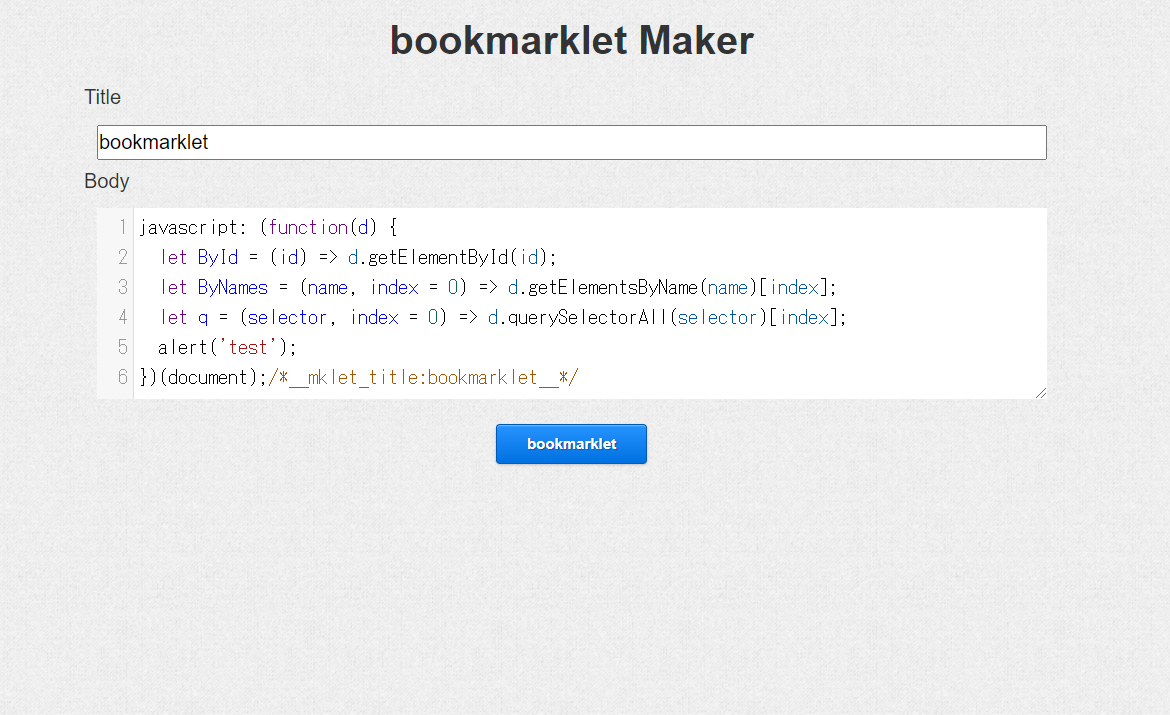 bookmarklet Maker
Title
bookmarklet
Body
1 javascript: (function(d) {
2   let ById = (id) => d.getElementById(id);
3   let ByNames = (name, index = 0) => d.getElementsByName(name)[index];
4   let q = (selector, index = 0) => d.querySelectorAll(selector)[index];
5   alert('test');
6 })(document);/*__mklet_title:bookmarklet__*/
bookmarklet